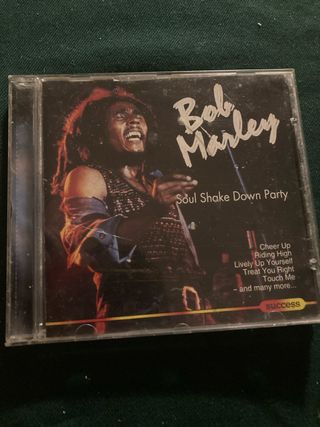 Bob
Marley
Soul Shake Down Party
Cheer Up
Riding High
Lively Up Yourself
Treat You Right
Touch Me
- and many more...
success